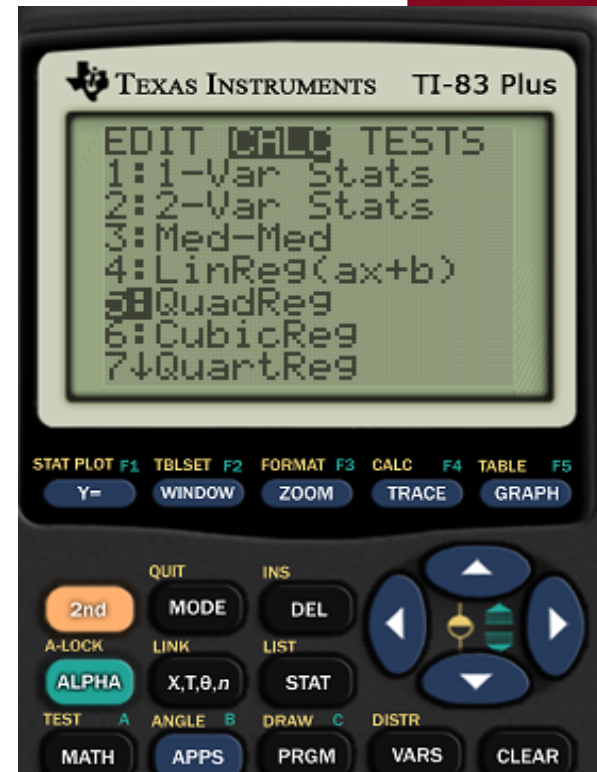 TEXAS INSTRUMENTS TI-83 Plus
EDIT CALC TESTS
1:1-Var Stats
2:2-Var Stats
3:Med-Med
4:LinReg(ax+b)
5:QuadReg
6:CubicReg
7↓QuartReg
STAT PLOT F1 TBLSET F2 FORMAT F3 CALC F4 TABLE F5
Y= WINDOW ZOOM TRACE GRAPH
QUIT INS
2nd MODE DEL
A-LOCK LINK LIST
ALPHA X,T,θ,n STAT
TEST A ANGLE B DRAW C DISTR
MATH APPS PRGM VARS CLEAR